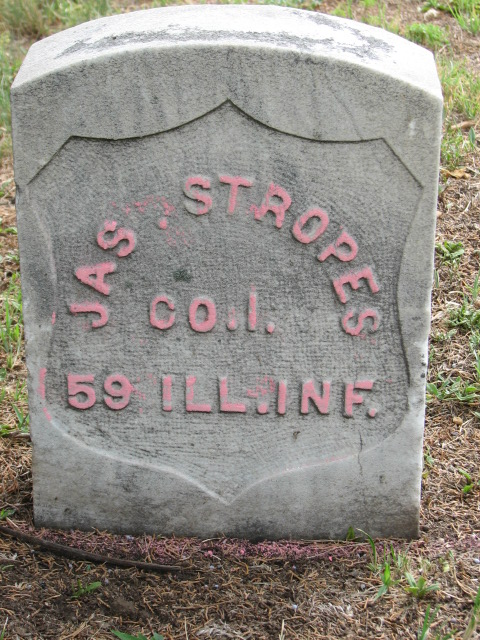 JAS. STROPES
CO. I.
59 ILL. INF.